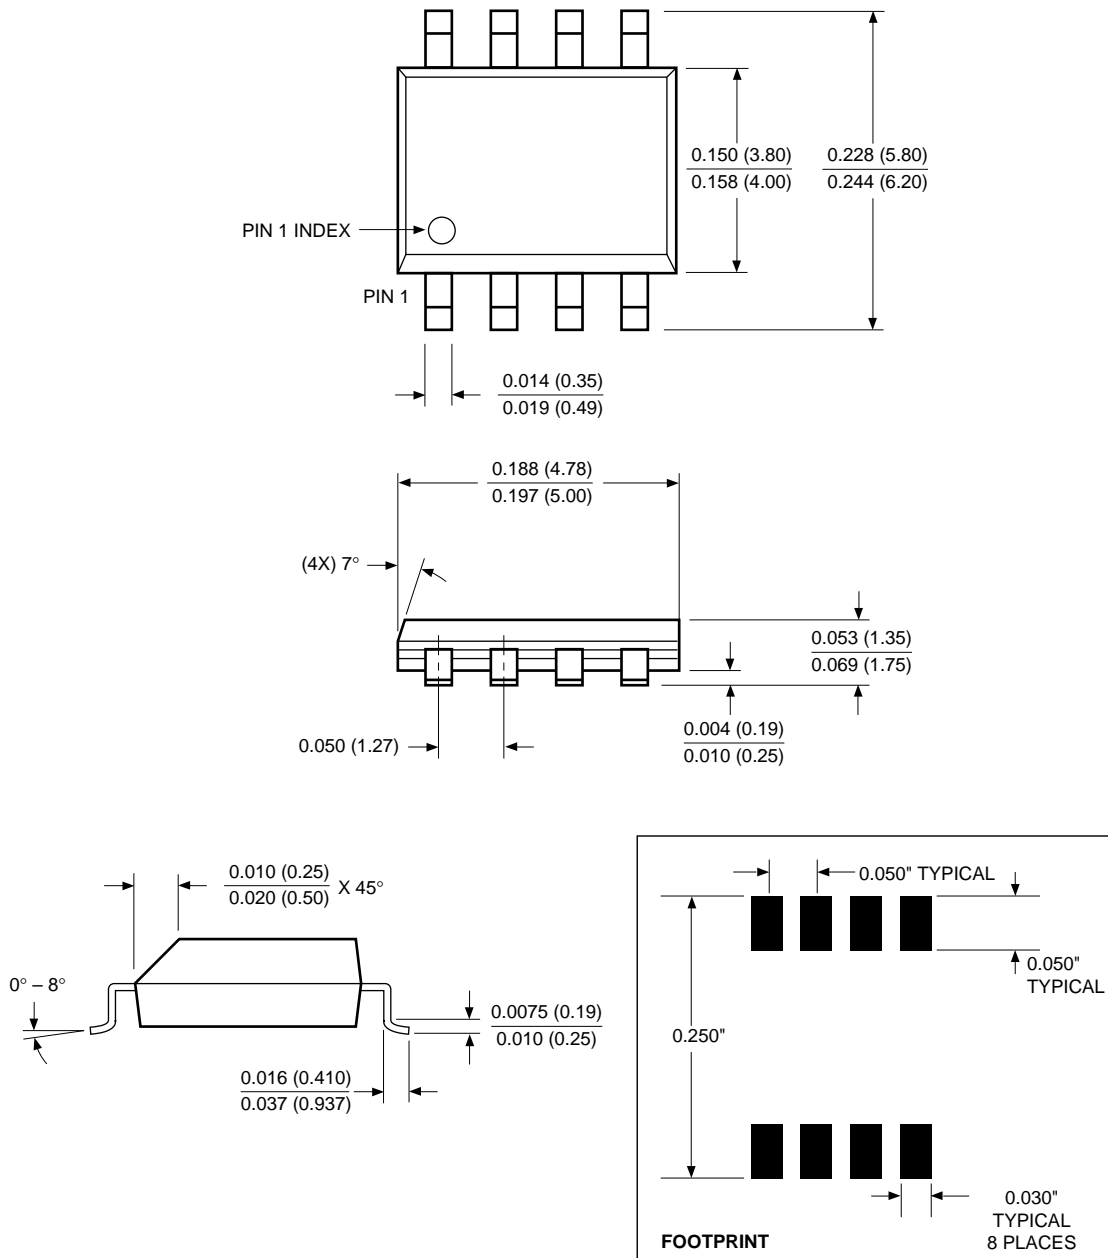 0.150 (3.80)
0.158 (4.00)
0.228 (5.80)
0.244 (6.20)
PIN 1 INDEX
PIN 1
0.014 (0.35)
0.019 (0.49)
0.188 (4.78)
0.197 (5.00)
(4X) 7°
0.053 (1.35)
0.069 (1.75)
0.004 (0.19)
0.010 (0.25)
0.050 (1.27)
0.010 (0.25)
0.020 (0.50)
X 45°
0° – 8°
0.0075 (0.19)
0.010 (0.25)
0.016 (0.410)
0.037 (0.937)
0.050" TYPICAL
0.050"
TYPICAL
0.250"
0.030"
TYPICAL
8 PLACES
FOOTPRINT